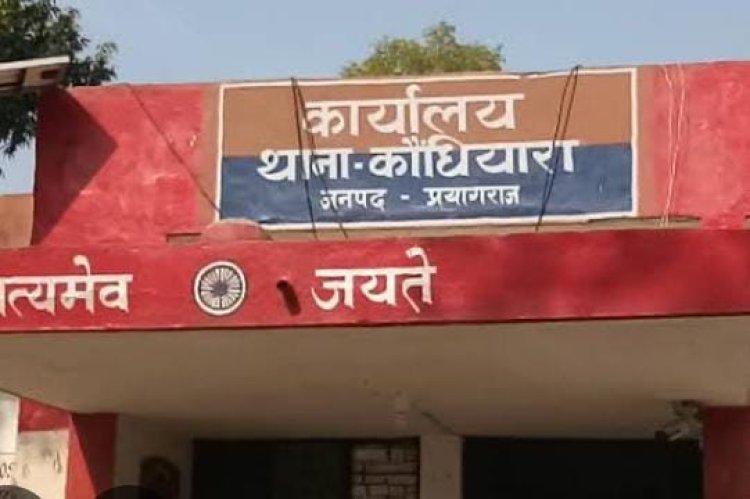 कार्यालय
थाना-कौंधियारा
जनपद - प्रयागराज
त्यमेव जयते